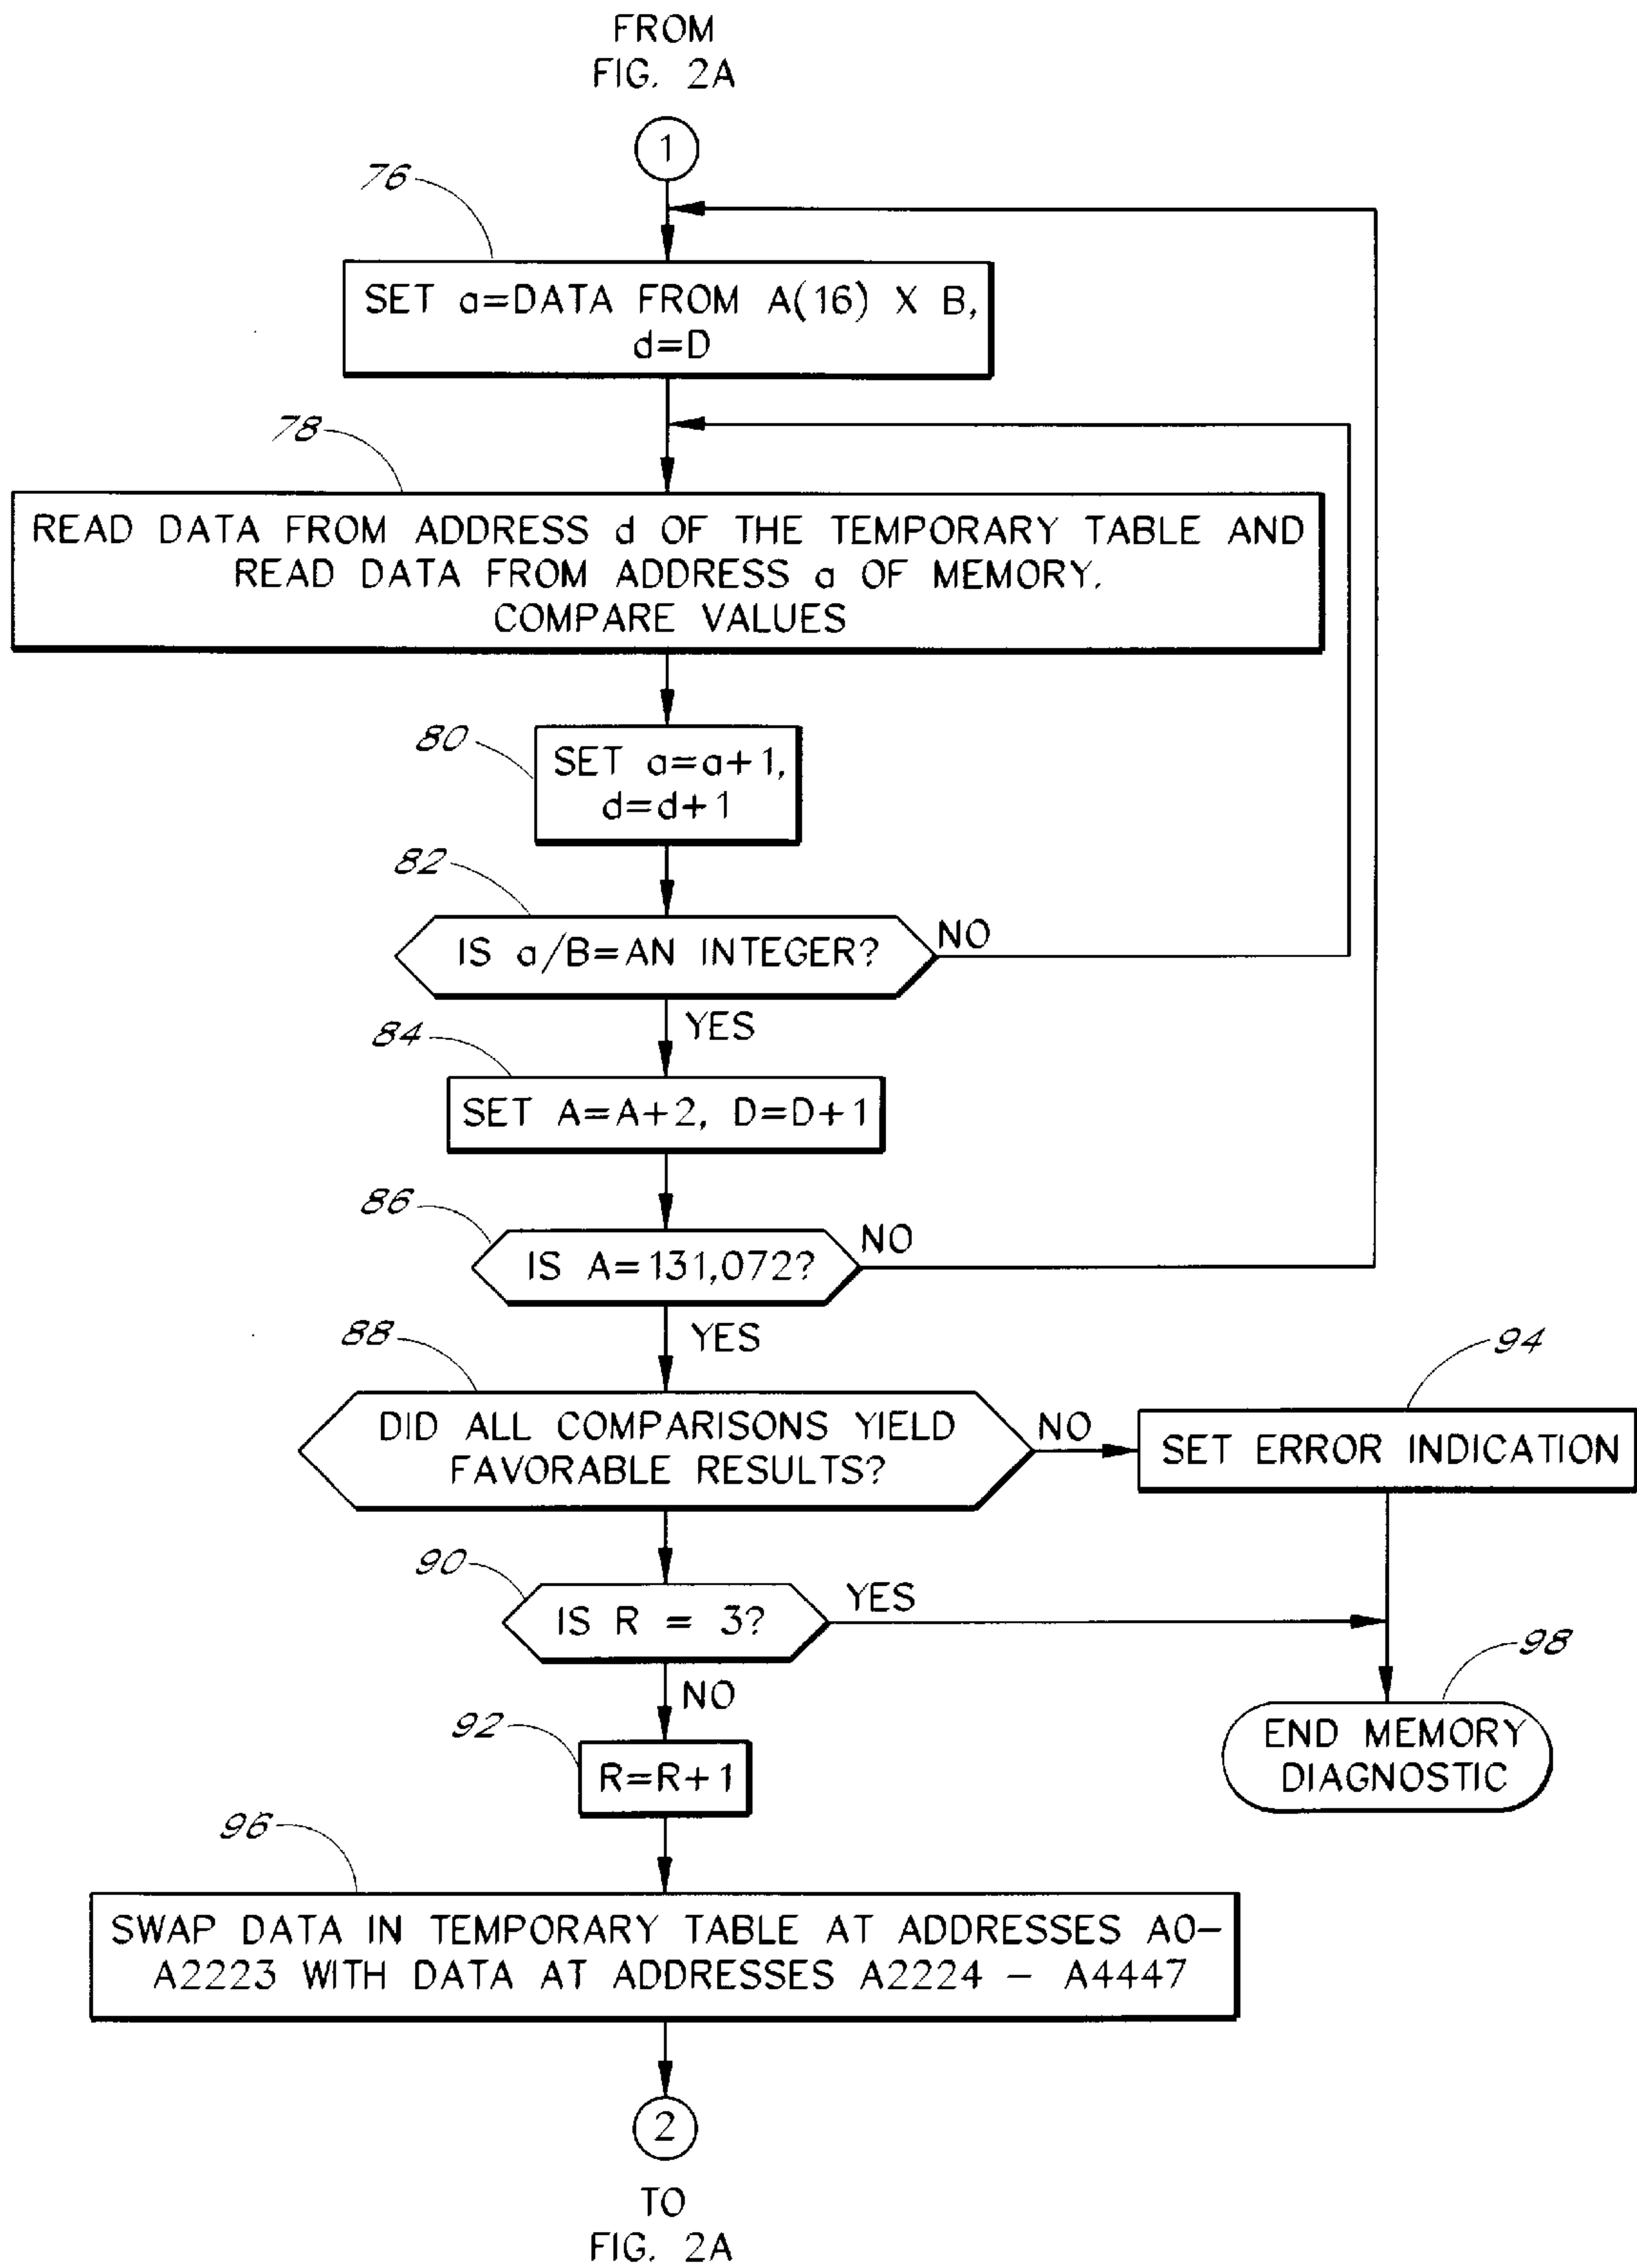 FROM
FIG. 2A
1
76
SET a=DATA FROM A(16) X B,
d=D
78
READ DATA FROM ADDRESS d OF THE TEMPORARY TABLE AND
READ DATA FROM ADDRESS a OF MEMORY.
COMPARE VALUES
80
SET a=a+1,
d=d+1
82
IS a/B=AN INTEGER?
NO
YES
84
SET A=A+2, D=D+1
86
IS A=131,072?
NO
YES
88
DID ALL COMPARISONS YIELD
FAVORABLE RESULTS?
NO
94
SET ERROR INDICATION
90
IS R = 3?
YES
NO
98
END MEMORY
DIAGNOSTIC
92
R=R+1
96
SWAP DATA IN TEMPORARY TABLE AT ADDRESSES A0–
A2223 WITH DATA AT ADDRESSES A2224 – A4447
2
TO
FIG. 2A